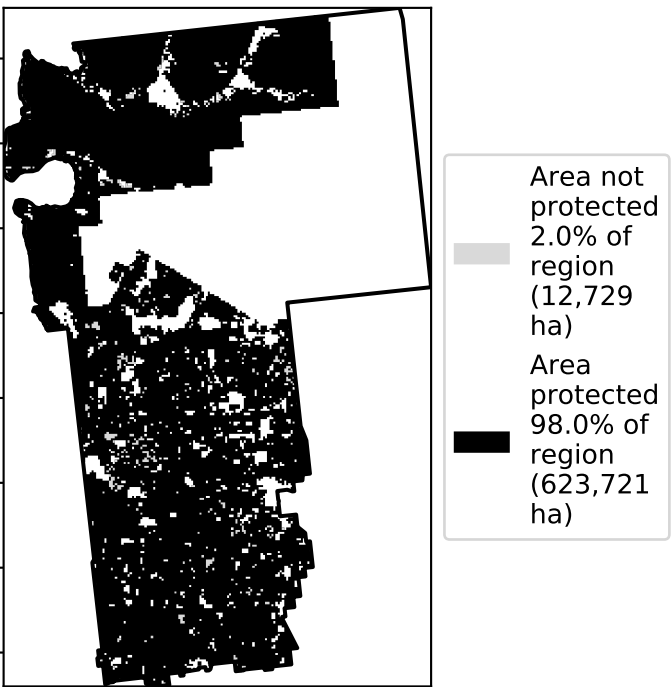 Area not
protected
2.0% of
region
(12,729
ha)
Area
protected
98.0% of
region
(623,721
ha)